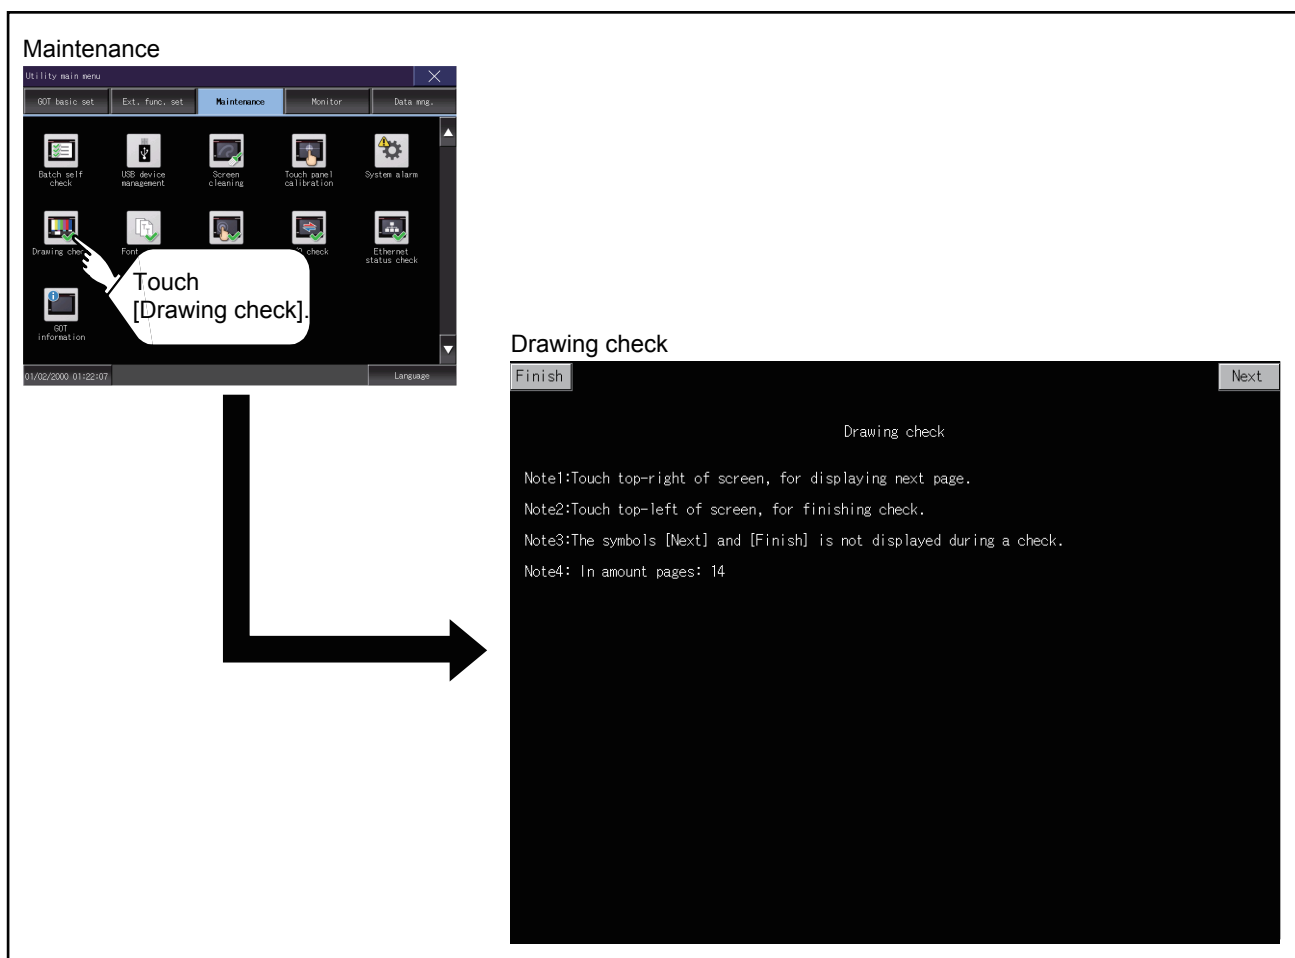 Maintenance
Utility main menu
GOT basic set Ext. func. set Maintenance Monitor Data mng.
Batch self check
USB device management
Screen cleaning
Touch panel calibration
System alarm
Drawing
Font
check
Ethernet status check
Touch
[Drawing check].
GOT information
01/02/2000 01:22:07 Language
Drawing check
Finish Next
Drawing check
Note1:Touch top-right of screen, for displaying next page.
Note2:Touch top-left of screen, for finishing check.
Note3:The symbols [Next] and [Finish] is not displayed during a check.
Note4: In amount pages: 14